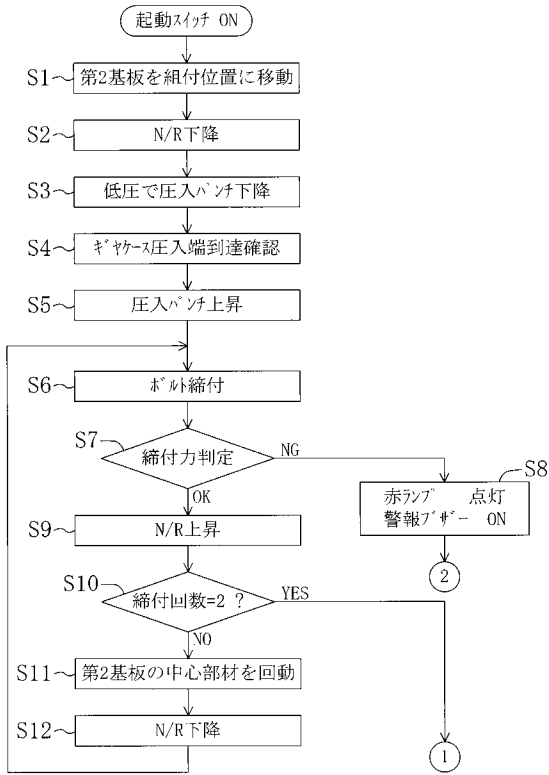 起動スイッチ ON
S1 第2基板を組付位置に移動
S2 N/R下降
S3 低圧で圧入パンチ下降
S4 ギヤケース圧入端到達確認
S5 圧入パンチ上昇
S6 ボルト締付
S7 締付力判定 NG
OK
S8
赤ランプ 点灯
警報ブザー ON
2
S9 N/R上昇
S10 締付回数=2 ? YES
NO
S11 第2基板の中心部材を回動
S12 N/R下降
1